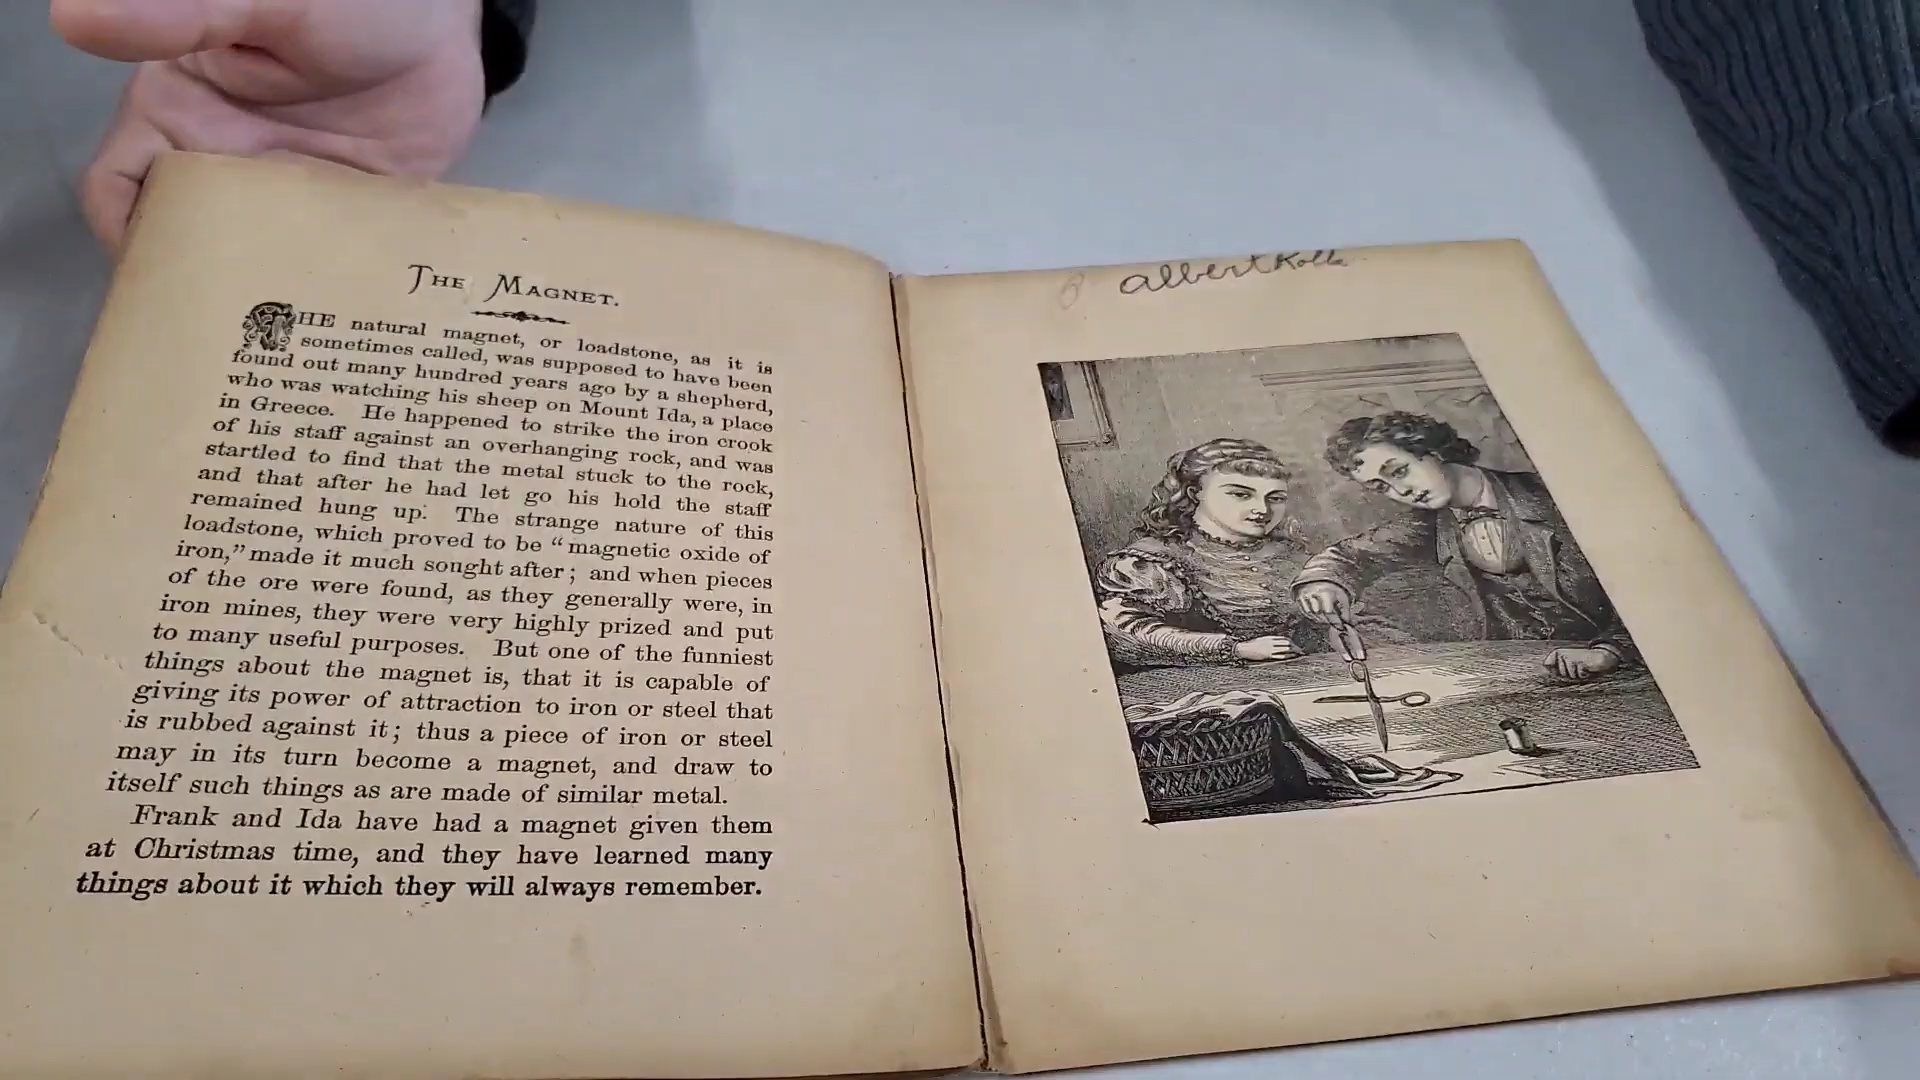 THE MAGNET.
THE natural magnet, or loadstone, as it is
sometimes called, was supposed to have been
found out many hundred years ago by a shepherd,
who was watching his sheep on Mount Ida, a place
in Greece. He happened to strike the iron crook
of his staff against an overhanging rock, and was
startled to find that the metal stuck to the rock,
and that after he had let go his hold the staff
remained hung up. The strange nature of this
loadstone, which proved to be “magnetic oxide of
iron,” made it much sought after; and when pieces
of the ore were found, as they generally were, in
iron mines, they were very highly prized and put
to many useful purposes. But one of the funniest
things about the magnet is, that it is capable of
giving its power of attraction to iron or steel that
is rubbed against it; thus a piece of iron or steel
may in its turn become a magnet, and draw to
itself such things as are made of similar metal.
Frank and Ida have had a magnet given them
at Christmas time, and they have learned many
things about it which they will always remember.
albert